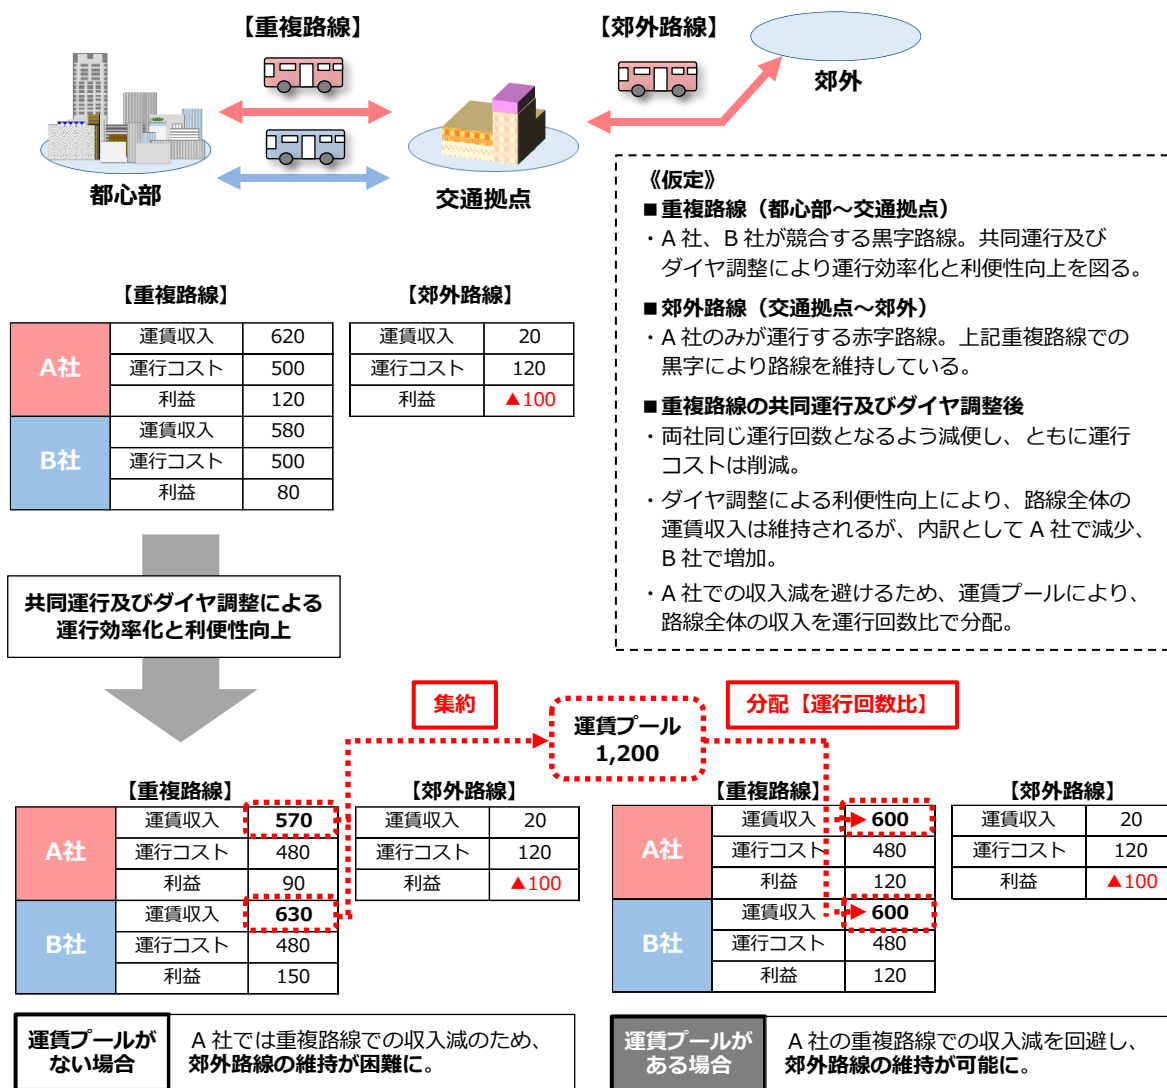 【重複路線】
【郊外路線】
都心部
交通拠点
郊外
《仮定》
■重複路線（都心部～交通拠点）
・A 社、B 社が競合する黒字路線。共同運行及び
ダイヤ調整により運行効率化と利便性向上を図る。
■郊外路線（交通拠点～郊外）
・A 社のみが運行する赤字路線。上記重複路線での
黒字により路線を維持している。
■重複路線の共同運行及びダイヤ調整後
・両社同じ運行回数となるよう減便し、ともに運行
コストは削減。
・ダイヤ調整による利便性向上により、路線全体の
運賃収入は維持されるが、内訳として A 社で減少、
B 社で増加。
・A 社での収入減を避けるため、運賃プールにより、
路線全体の収入を運行回数比で分配。
【重複路線】
A社
運賃収入 620
運行コスト 500
利益 120
B社
運賃収入 580
運行コスト 500
利益 80
【郊外路線】
運賃収入 20
運行コスト 120
利益 ▲100
共同運行及びダイヤ調整による
運行効率化と利便性向上
集約
運賃プール
1,200
分配【運行回数比】
【重複路線】
A社
運賃収入 570
運行コスト 480
利益 90
B社
運賃収入 630
運行コスト 480
利益 150
【郊外路線】
運賃収入 20
運行コスト 120
利益 ▲100
【重複路線】
A社
運賃収入 600
運行コスト 480
利益 120
B社
運賃収入 600
運行コスト 480
利益 120
【郊外路線】
運賃収入 20
運行コスト 120
利益 ▲100
運賃プールが
ない場合
A 社では重複路線での収入減のため、
郊外路線の維持が困難に。
運賃プールが
ある場合
A 社の重複路線での収入減を回避し、
郊外路線の維持が可能に。